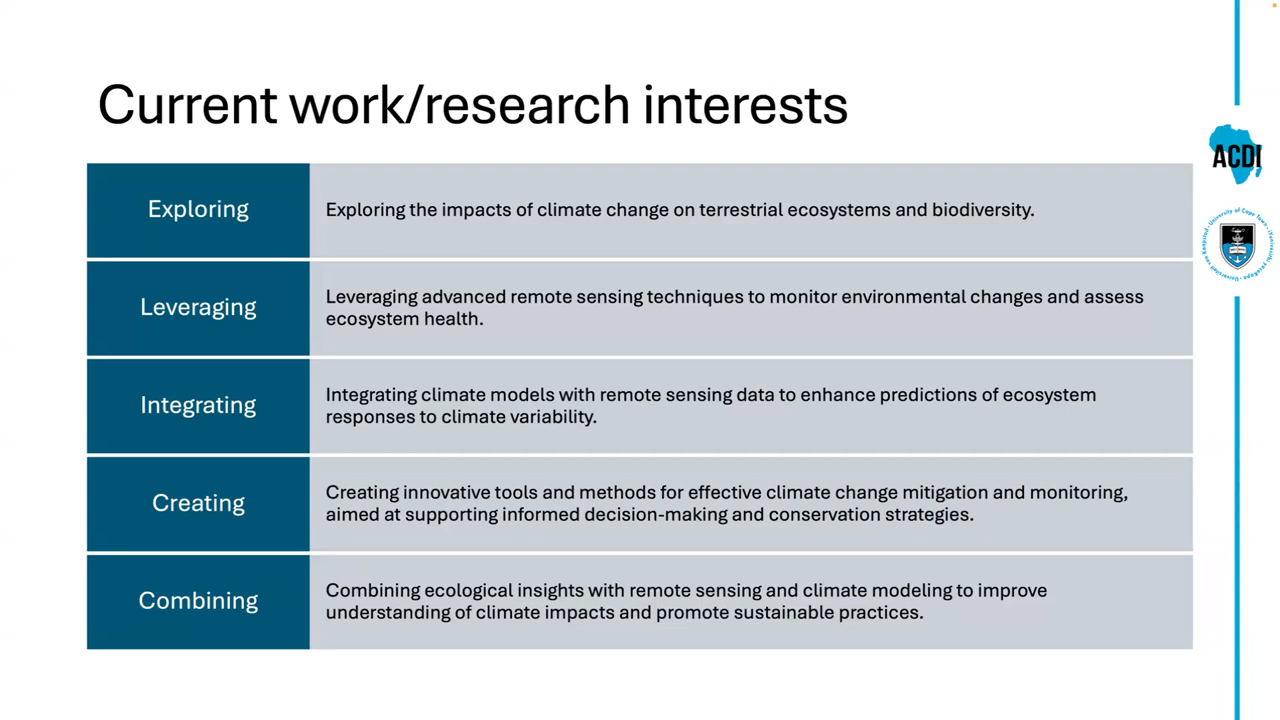 Current work/research interests
Exploring
Exploring the impacts of climate change on terrestrial ecosystems and biodiversity.
Leveraging
Leveraging advanced remote sensing techniques to monitor environmental changes and assess
ecosystem health.
Integrating
Integrating climate models with remote sensing data to enhance predictions of ecosystem
responses to climate variability.
Creating
Creating innovative tools and methods for effective climate change mitigation and monitoring,
aimed at supporting informed decision-making and conservation strategies.
Combining
Combining ecological insights with remote sensing and climate modeling to improve
understanding of climate impacts and promote sustainable practices.
ACDI
University of Cape Town